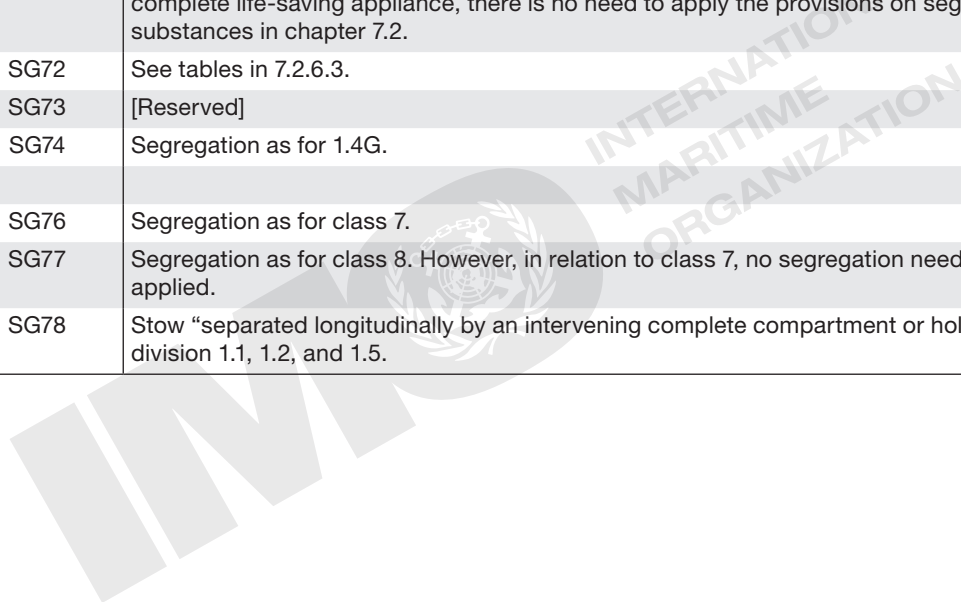 complete life-saving appliance, there is no need to apply the provisions on seg
substances in chapter 7.2.
SG72 See tables in 7.2.6.3.
SG73 [Reserved]
SG74 Segregation as for 1.4G.
SG76 Segregation as for class 7.
SG77 Segregation as for class 8. However, in relation to class 7, no segregation need
applied.
SG78 Stow “separated longitudinally by an intervening complete compartment or hol
division 1.1, 1.2, and 1.5.
INTERNATIONAL
MARITIME
ORGANIZATION
IMO